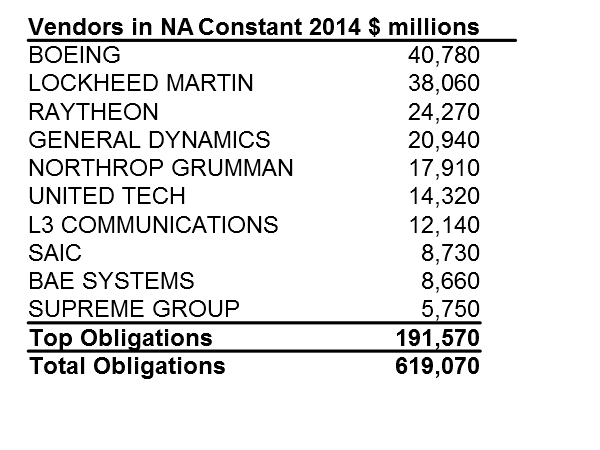 Vendors in NA Constant 2014 $ millions
BOEING 40,780
LOCKHEED MARTIN 38,060
RAYTHEON 24,270
GENERAL DYNAMICS 20,940
NORTHROP GRUMMAN 17,910
UNITED TECH 14,320
L3 COMMUNICATIONS 12,140
SAIC 8,730
BAE SYSTEMS 8,660
SUPREME GROUP 5,750
Top Obligations 191,570
Total Obligations 619,070